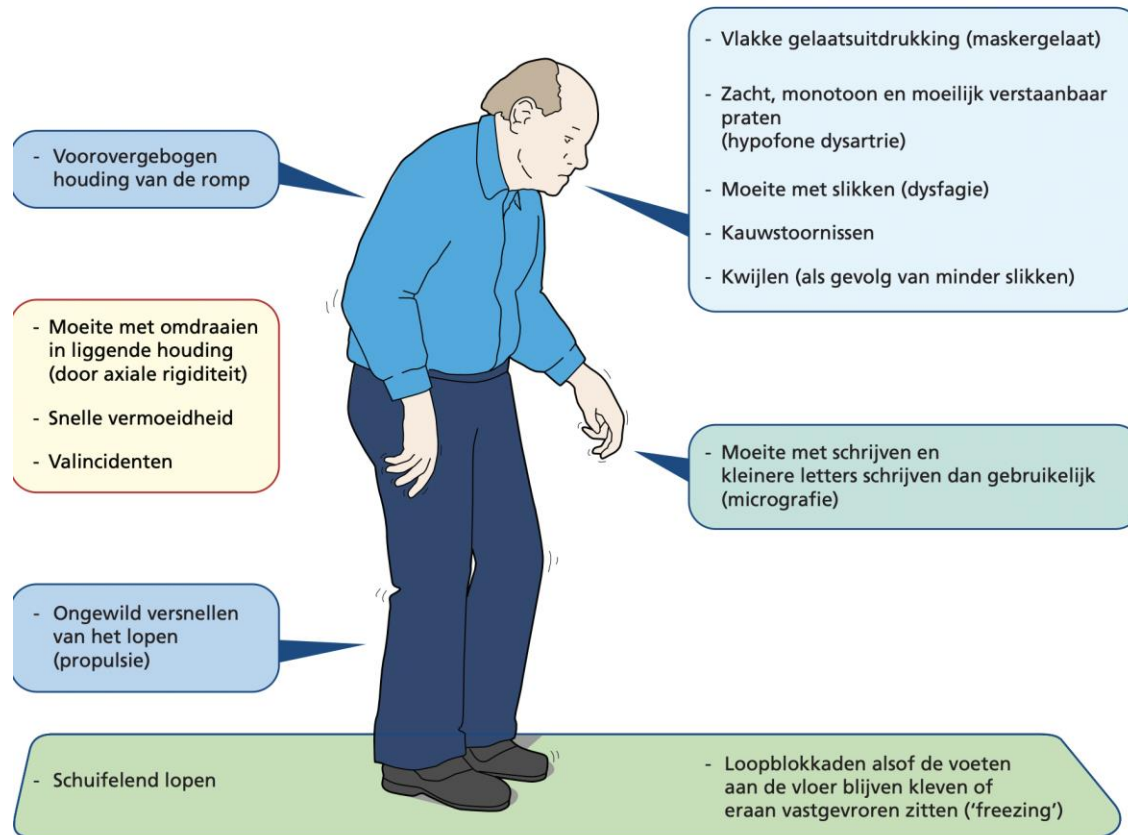 - Voorovergebogen
houding van de romp
- Moeite met omdraaien
in liggende houding
(door axiale rigiditeit)
- Snelle vermoeidheid
- Valincidenten
- Ongewild versnellen
van het lopen
(propulsie)
- Schuifelend lopen
- Vlakke gelaatsuitdrukking (maskergelaat)
- Zacht, monotoon en moeilijk verstaanbaar
praten
(hypofone dysartrie)
- Moeite met slikken (dysfagie)
- Kauwstoornissen
- Kwijlen (als gevolg van minder slikken)
- Moeite met schrijven en
kleinere letters schrijven dan gebruikelijk
(micrografie)
- Loopblokkaden alsof de voeten
aan de vloer blijven kleven of
eraan vastgevroren zitten (‘freezing’)